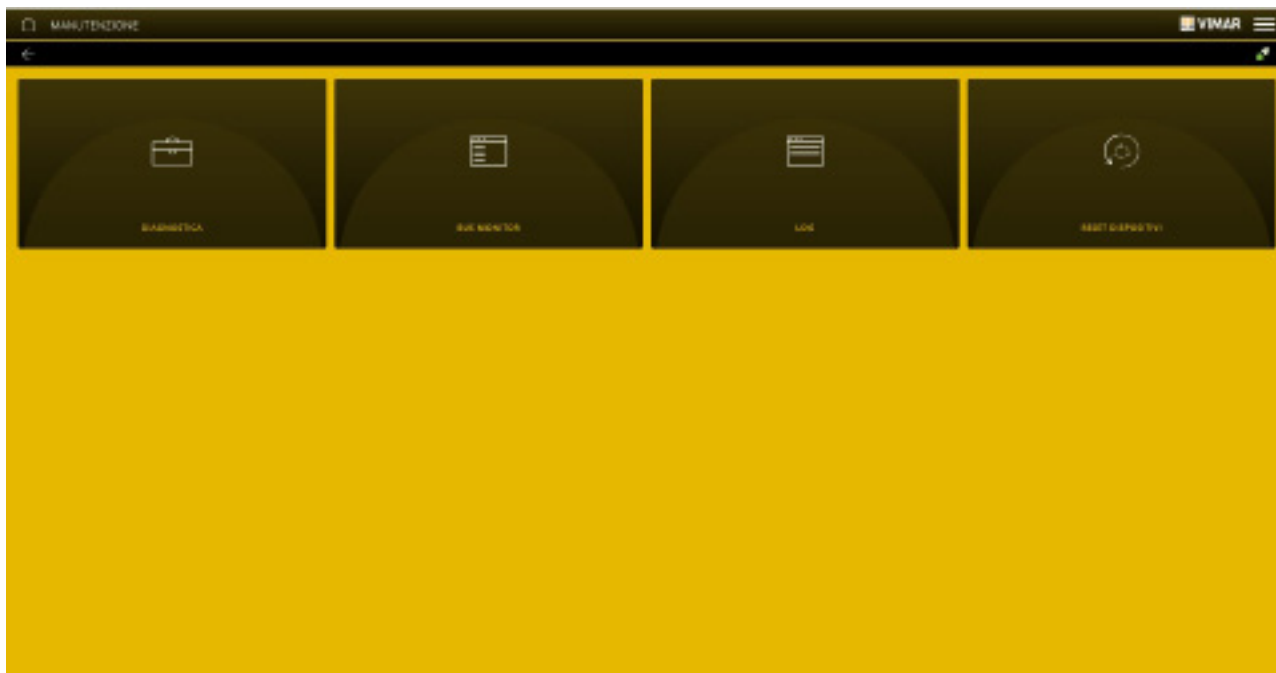 MANUTENZIONE
VIMAR
DIAGNOSTICA
BUS MONITOR
LOG
RESET DISPOSITIVI